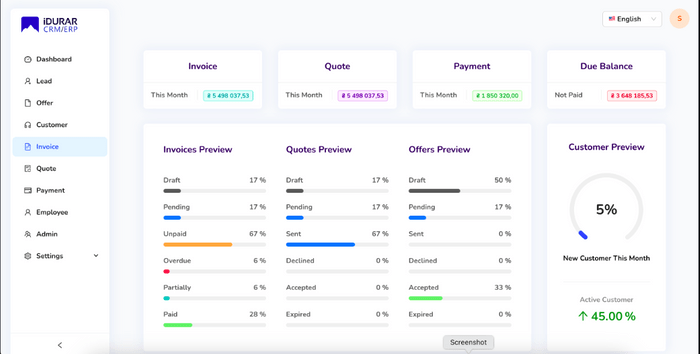 iDURAR
CRM/ERP
English
S
Dashboard
Lead
Offer
Customer
Invoice
Quote
Payment
Employee
Admin
Settings
Invoice
This Month
₴ 5 498 037,53
Quote
This Month
₴ 5 498 037,53
Payment
This Month
₴ 1 850 320,00
Due Balance
Not Paid
₴ 3 648 185,53
Invoices Preview
Draft 17 %
Pending 17 %
Unpaid 67 %
Overdue 6 %
Partially 6 %
Paid 28 %
Quotes Preview
Draft 17 %
Pending 17 %
Sent 67 %
Declined 0 %
Accepted 0 %
Expired 0 %
Offers Preview
Draft 50 %
Pending 17 %
Sent 0 %
Declined 0 %
Accepted 33 %
Expired 0 %
Customer Preview
5%
New Customer This Month
Active Customer
45.00 %
Screenshot